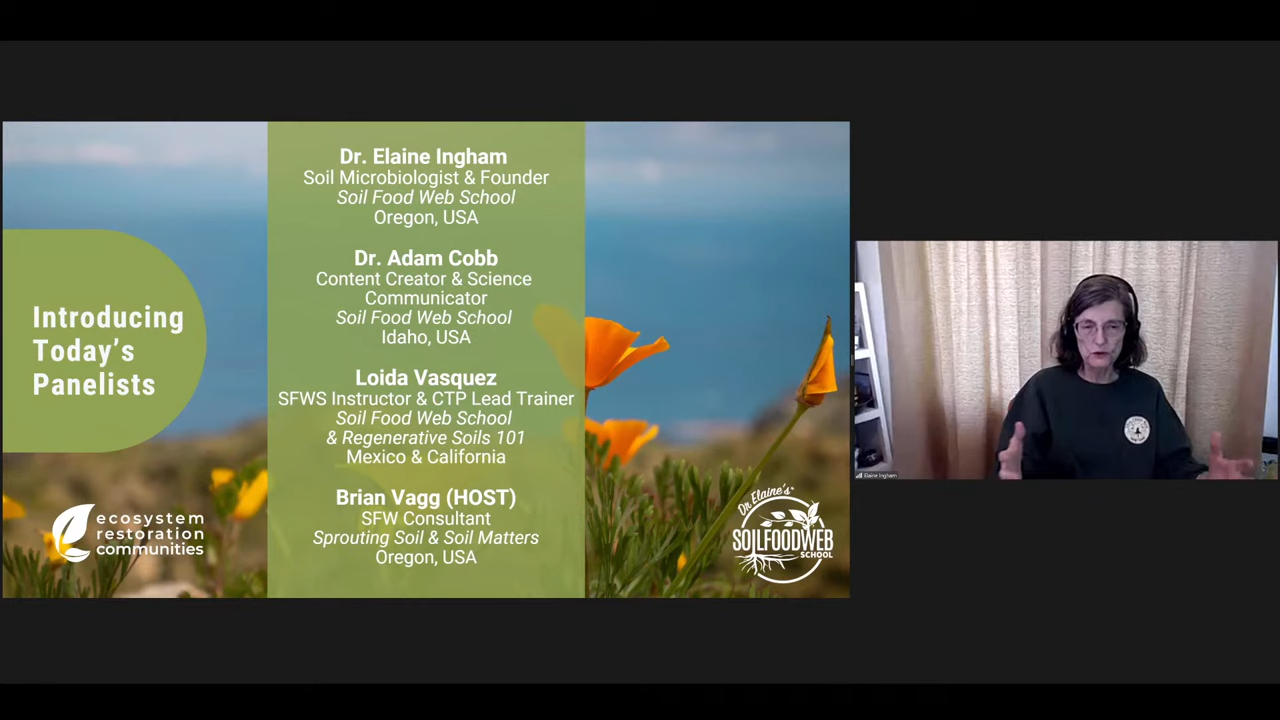 Introducing
Today's
Panelists
Dr. Elaine Ingham
Soil Microbiologist & Founder
Soil Food Web School
Oregon, USA
Dr. Adam Cobb
Content Creator & Science
Communicator
Soil Food Web School
Idaho, USA
Loida Vasquez
SFWS Instructor & CTP Lead Trainer
Soil Food Web School
& Regenerative Soils 101
Mexico & California
Brian Vagg (HOST)
SFW Consultant
Sprouting Soil & Soil Matters
Oregon, USA
ecosystem
restoration
communities
Dr. Elaine's
SOILFOODWEB
SCHOOL
Elaine Ingham